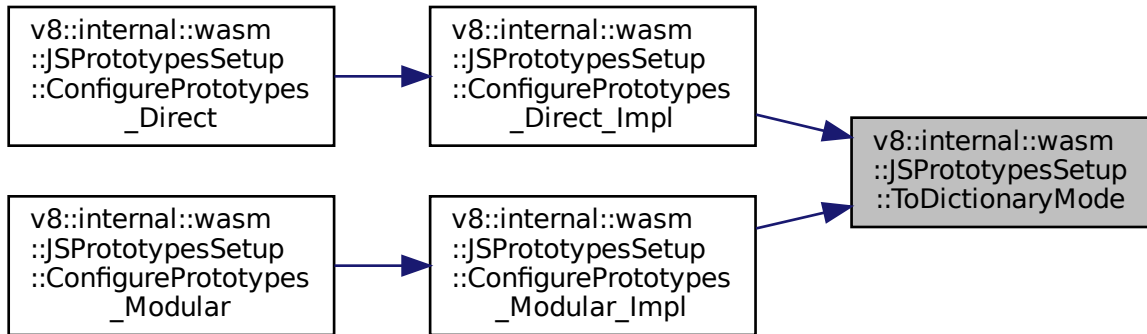 v8::internal::wasm
::JSPrototypesSetup
::ConfigurePrototypes
_Direct
v8::internal::wasm
::JSPrototypesSetup
::ConfigurePrototypes
_Direct_Impl
v8::internal::wasm
::JSPrototypesSetup
::ToDictionaryMode
v8::internal::wasm
::JSPrototypesSetup
::ConfigurePrototypes
_Modular
v8::internal::wasm
::JSPrototypesSetup
::ConfigurePrototypes
_Modular_Impl